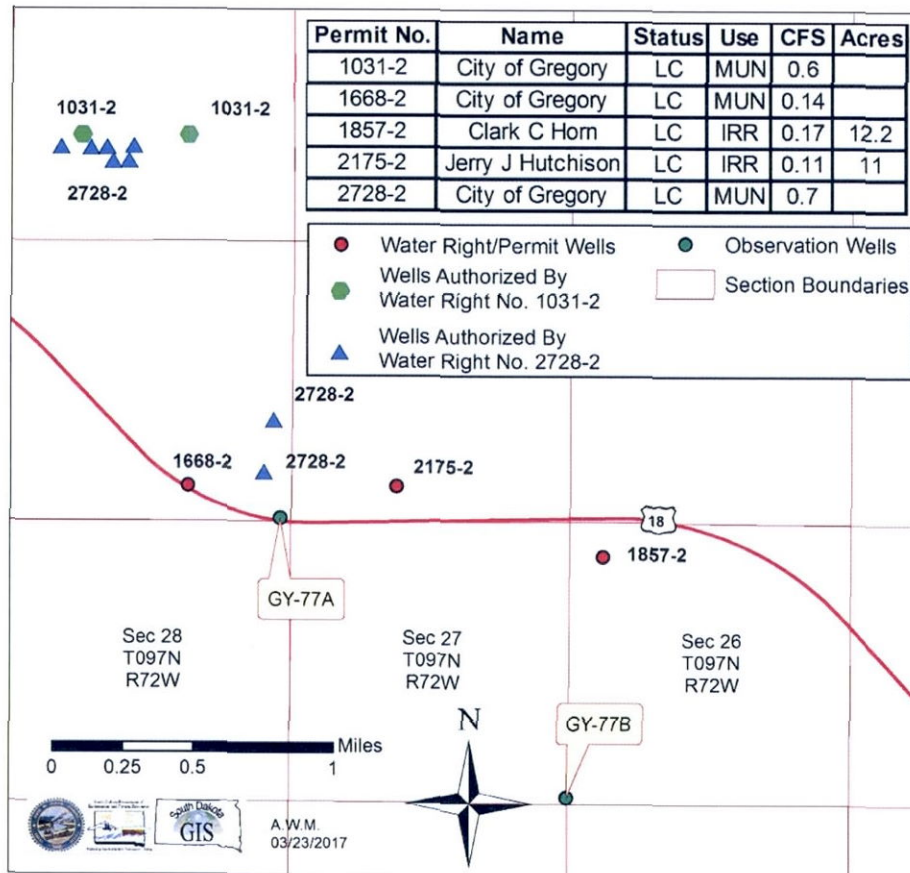 Permit No. Name Status Use CFS Acres
1031-2 City of Gregory LC MUN 0.6
1668-2 City of Gregory LC MUN 0.14
1857-2 Clark C Horn LC IRR 0.17 12.2
2175-2 Jerry J Hutchison LC IRR 0.11 11
2728-2 City of Gregory LC MUN 0.7
1031-2 1031-2
2728-2
Water Right/Permit Wells
Observation Wells
Wells Authorized By
Water Right No. 1031-2
Section Boundaries
Wells Authorized By
Water Right No. 2728-2
2728-2
1668-2
2728-2
2175-2
18
1857-2
GY-77A
Sec 28
T097N
R72W
Sec 27
T097N
R72W
Sec 26
T097N
R72W
GY-77B
N
Miles
0 0.25 0.5 1
South Dakota
GIS
A.W.M.
03/23/2017